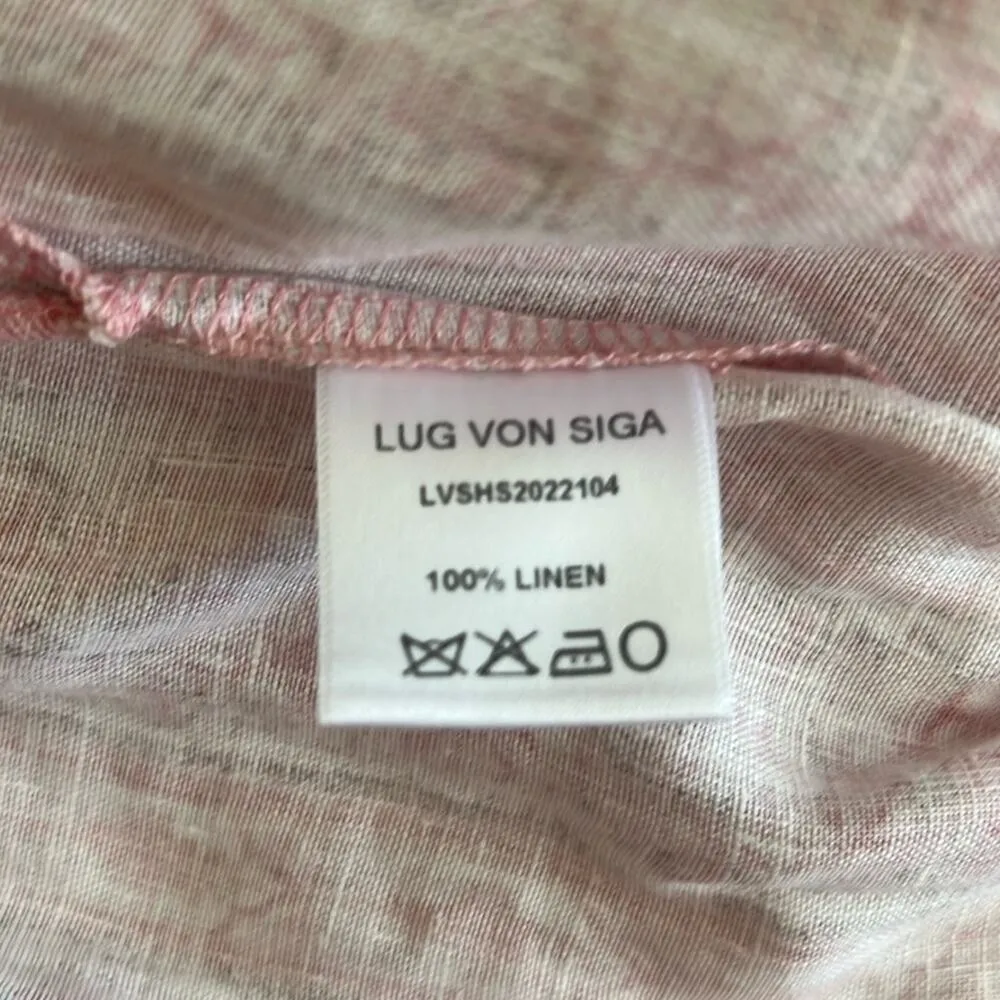 LUG VON SIGA
LVSHS2022104
100% LINEN